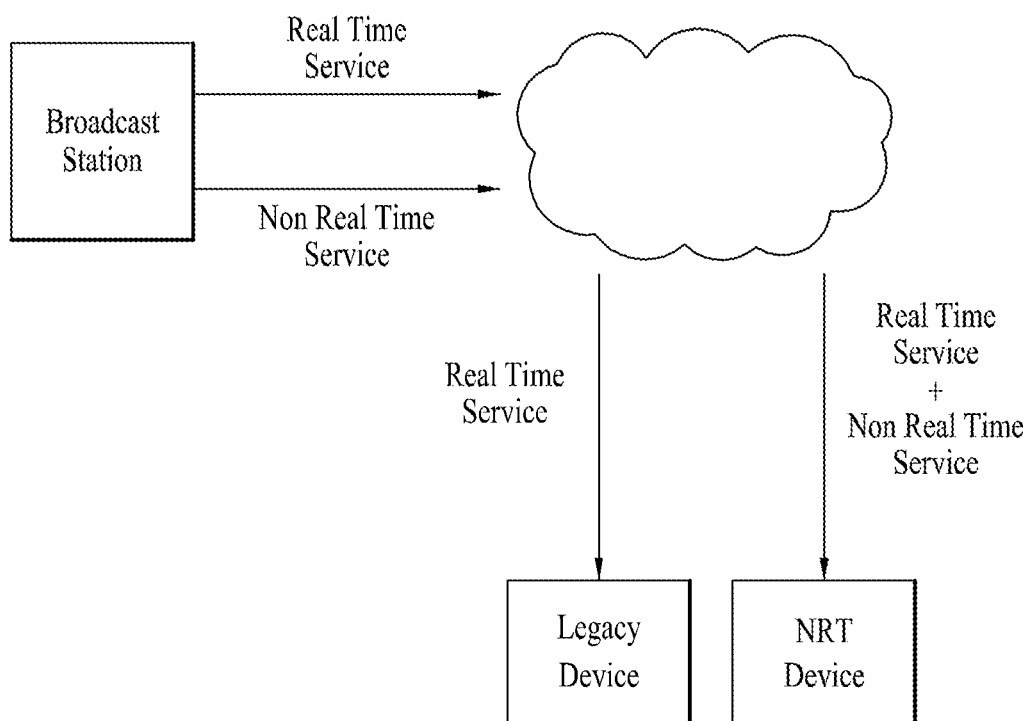 Real Time
Service
Broadcast
Station
Non Real Time
Service
Real Time
Service
Real Time
Service
+
Non Real Time
Service
Legacy
Device
NRT
Device